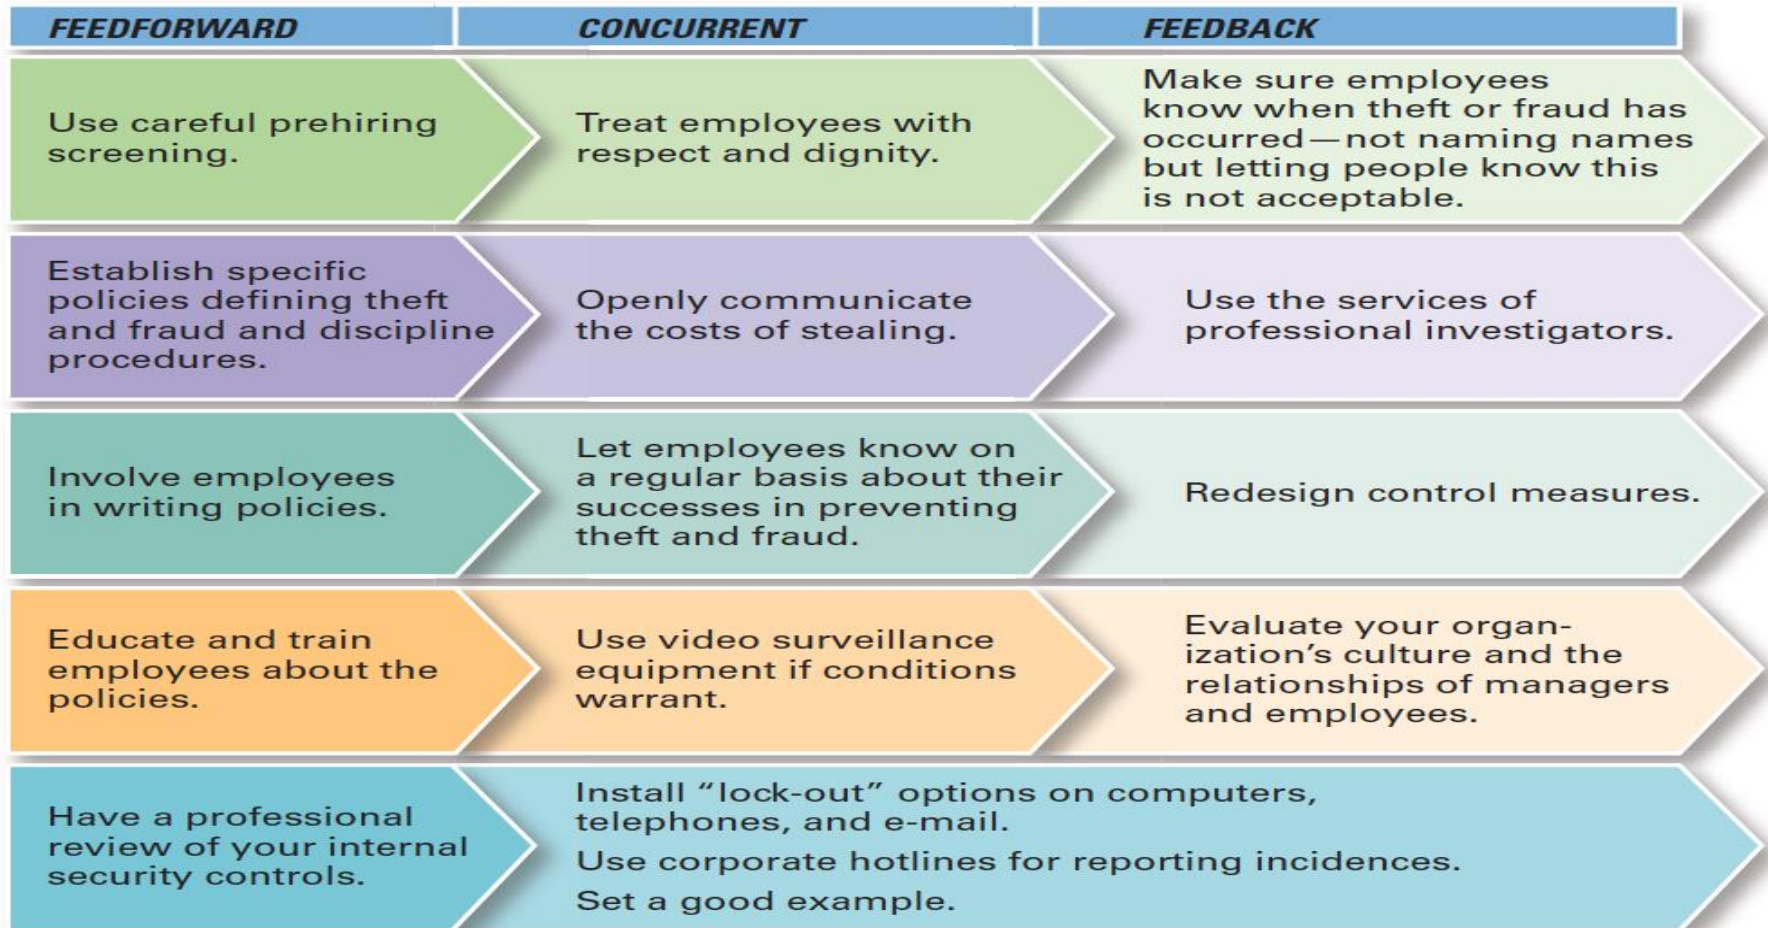 FEEDFORWARD
CONCURRENT
FEEDBACK
Use careful prehiring
screening.
Treat employees with
respect and dignity.
Make sure employees
know when theft or fraud has
occurred—not naming names
but letting people know this
is not acceptable.
Establish specific
policies defining theft
and fraud and discipline
procedures.
Openly communicate
the costs of stealing.
Use the services of
professional investigators.
Involve employees
in writing policies.
Let employees know on
a regular basis about their
successes in preventing
theft and fraud.
Redesign control measures.
Educate and train
employees about the
policies.
Use video surveillance
equipment if conditions
warrant.
Evaluate your organ-
ization’s culture and the
relationships of managers
and employees.
Have a professional
review of your internal
security controls.
Install “lock-out” options on computers,
telephones, and e-mail.
Use corporate hotlines for reporting incidences.
Set a good example.